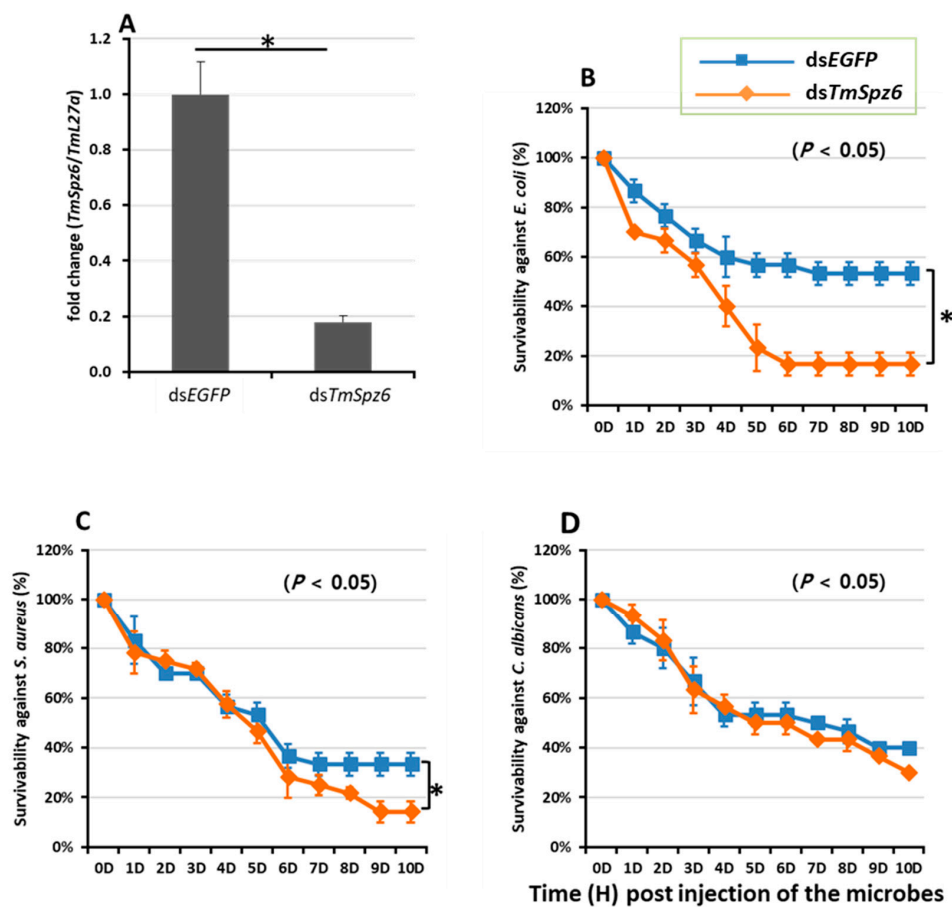 A
fold change (TmSpz6/TmL27a)
1.2
1.0
0.8
0.6
0.4
0.2
0.0
*
dsEGFP
dsTmSpz6
dsEGFP
dsTmSpz6
B
Survivability against E. coli (%)
120%
100%
80%
60%
40%
20%
0%
(P < 0.05)
*
0D 1D 2D 3D 4D 5D 6D 7D 8D 9D 10D
C
Survivability against S. aureus (%)
120%
100%
80%
60%
40%
20%
0%
(P < 0.05)
*
0D 1D 2D 3D 4D 5D 6D 7D 8D 9D 10D
D
Survivability against C. albicans (%)
120%
100%
80%
60%
40%
20%
0%
(P < 0.05)
0D 1D 2D 3D 4D 5D 6D 7D 8D 9D 10D
Time (H) post injection of the microbes